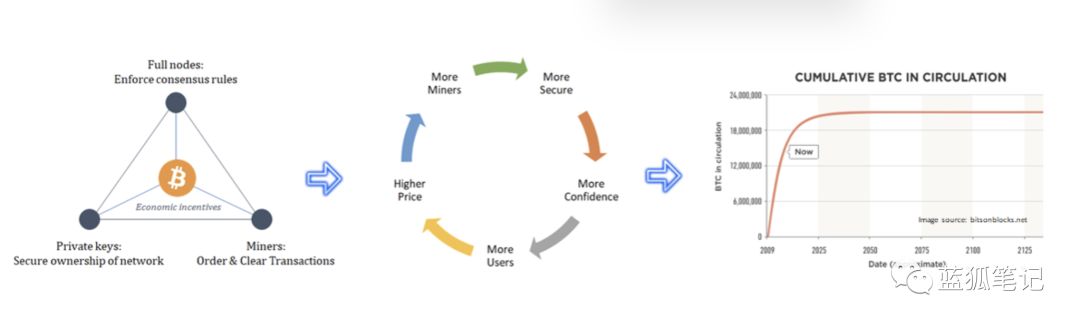 Full nodes:
Enforce consensus rules
Economic incentives
Private keys:
Secure ownership of network
Miners:
Order & Clear Transactions
More
Miners
More
Secure
More
Confidence
More
Users
Higher
Price
CUMULATIVE BTC IN CIRCULATION
BTC in circulation
24,000,000
18,000,000
12,000,000
6,000,000
0
Now
Image source: bitsonblocks.net
2009
2025
2050
2075
2100
2125
Date
蓝狐笔记